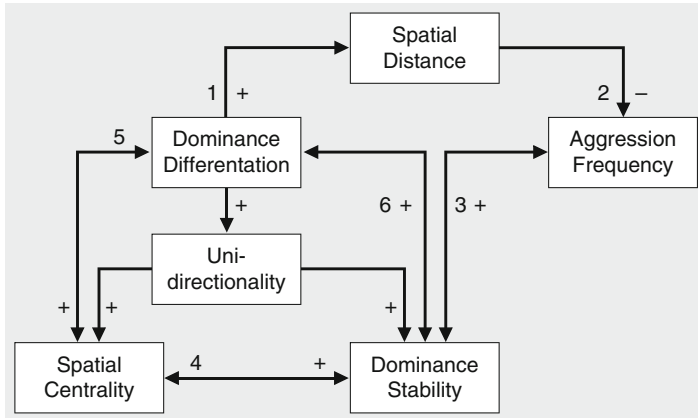 Spatial
Distance
1 +
2 –
5
Dominance
Differentation
Aggression
Frequency
+
6 +
3 +
Uni-
directionality
+
+
+
Spatial
Centrality
4
+
Dominance
Stability